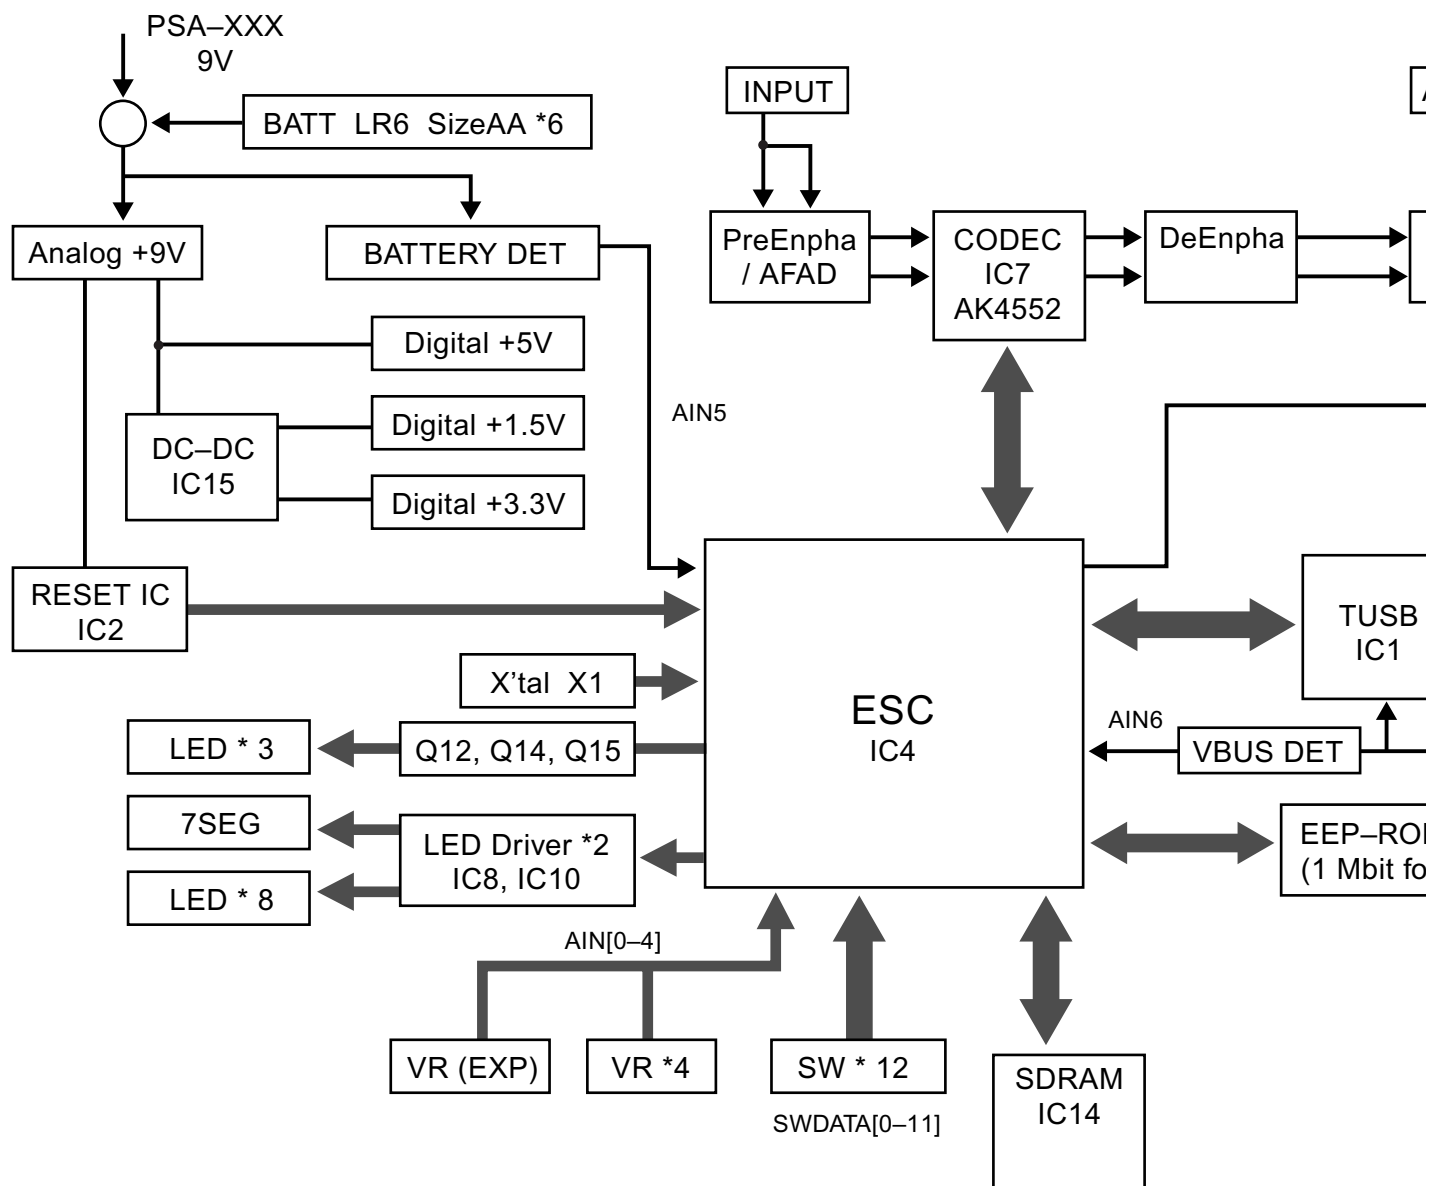 PSA–XXX
9V
BATT LR6 SizeAA *6
INPUT
Analog +9V
BATTERY DET
PreEnpha
/ AFAD
CODEC
IC7
AK4552
DeEnpha
Digital +5V
Digital +1.5V
Digital +3.3V
DC–DC
IC15
AIN5
RESET IC
IC2
X'tal X1
ESC
IC4
TUSB
IC1
AIN6
VBUS DET
LED * 3
Q12, Q14, Q15
7SEG
LED * 8
LED Driver *2
IC8, IC10
(1 Mbit
AIN[0–4]
VR (EXP)
VR *4
SW * 12
SWDATA[0–11]
SDRAM
IC14